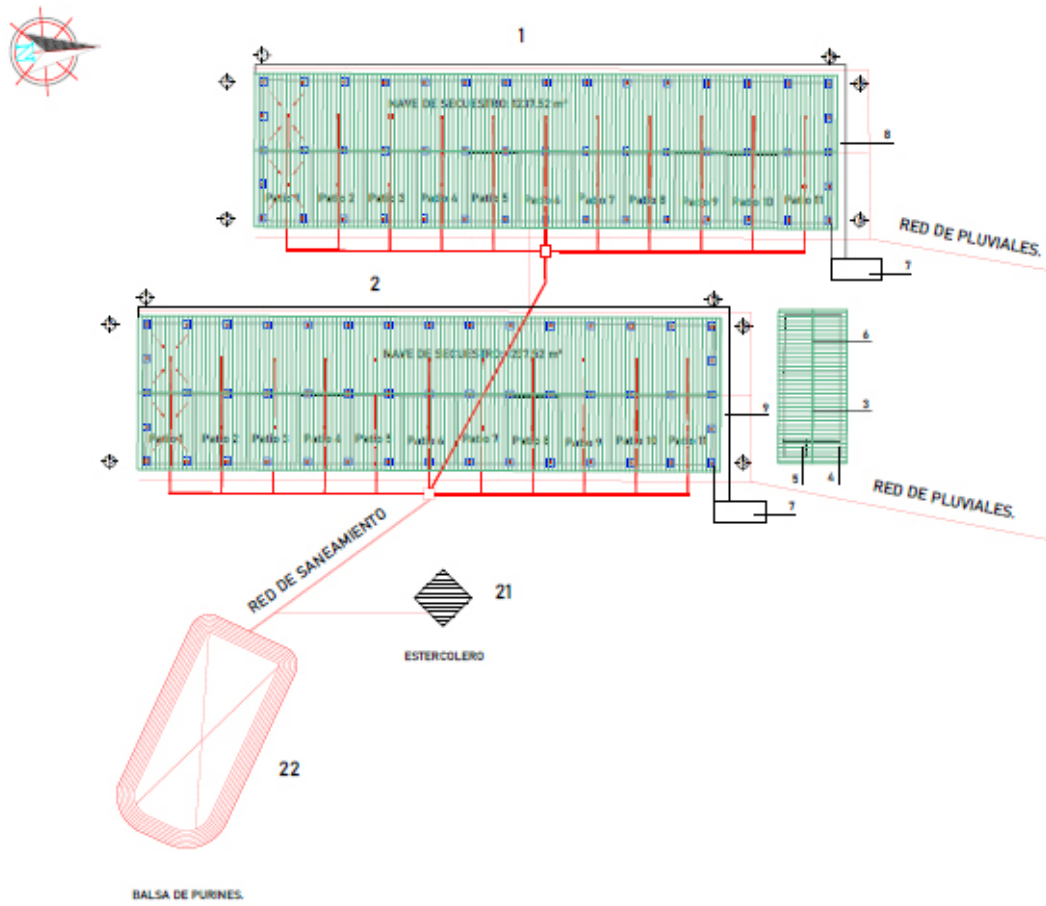 N
1
NAVE DE SECUESTRO: 1237.52 m²
8
Patio 1 Patio 2 Patio 3 Patio 4 Patio 5 Patio 6 Patio 7 Patio 8 Patio 9 Patio 10 Patio 11
RED DE PLUVIALES.
7
2
NAVE DE SECUESTRO: 1237.52 m²
6
3
9
Patio 1 Patio 2 Patio 3 Patio 4 Patio 5 Patio 6 Patio 7 Patio 8 Patio 9 Patio 10 Patio 11
5 4
RED DE PLUVIALES.
7
RED DE SANEAMIENTO
21
ESTERCOLERO
22
BALSA DE PURINES.